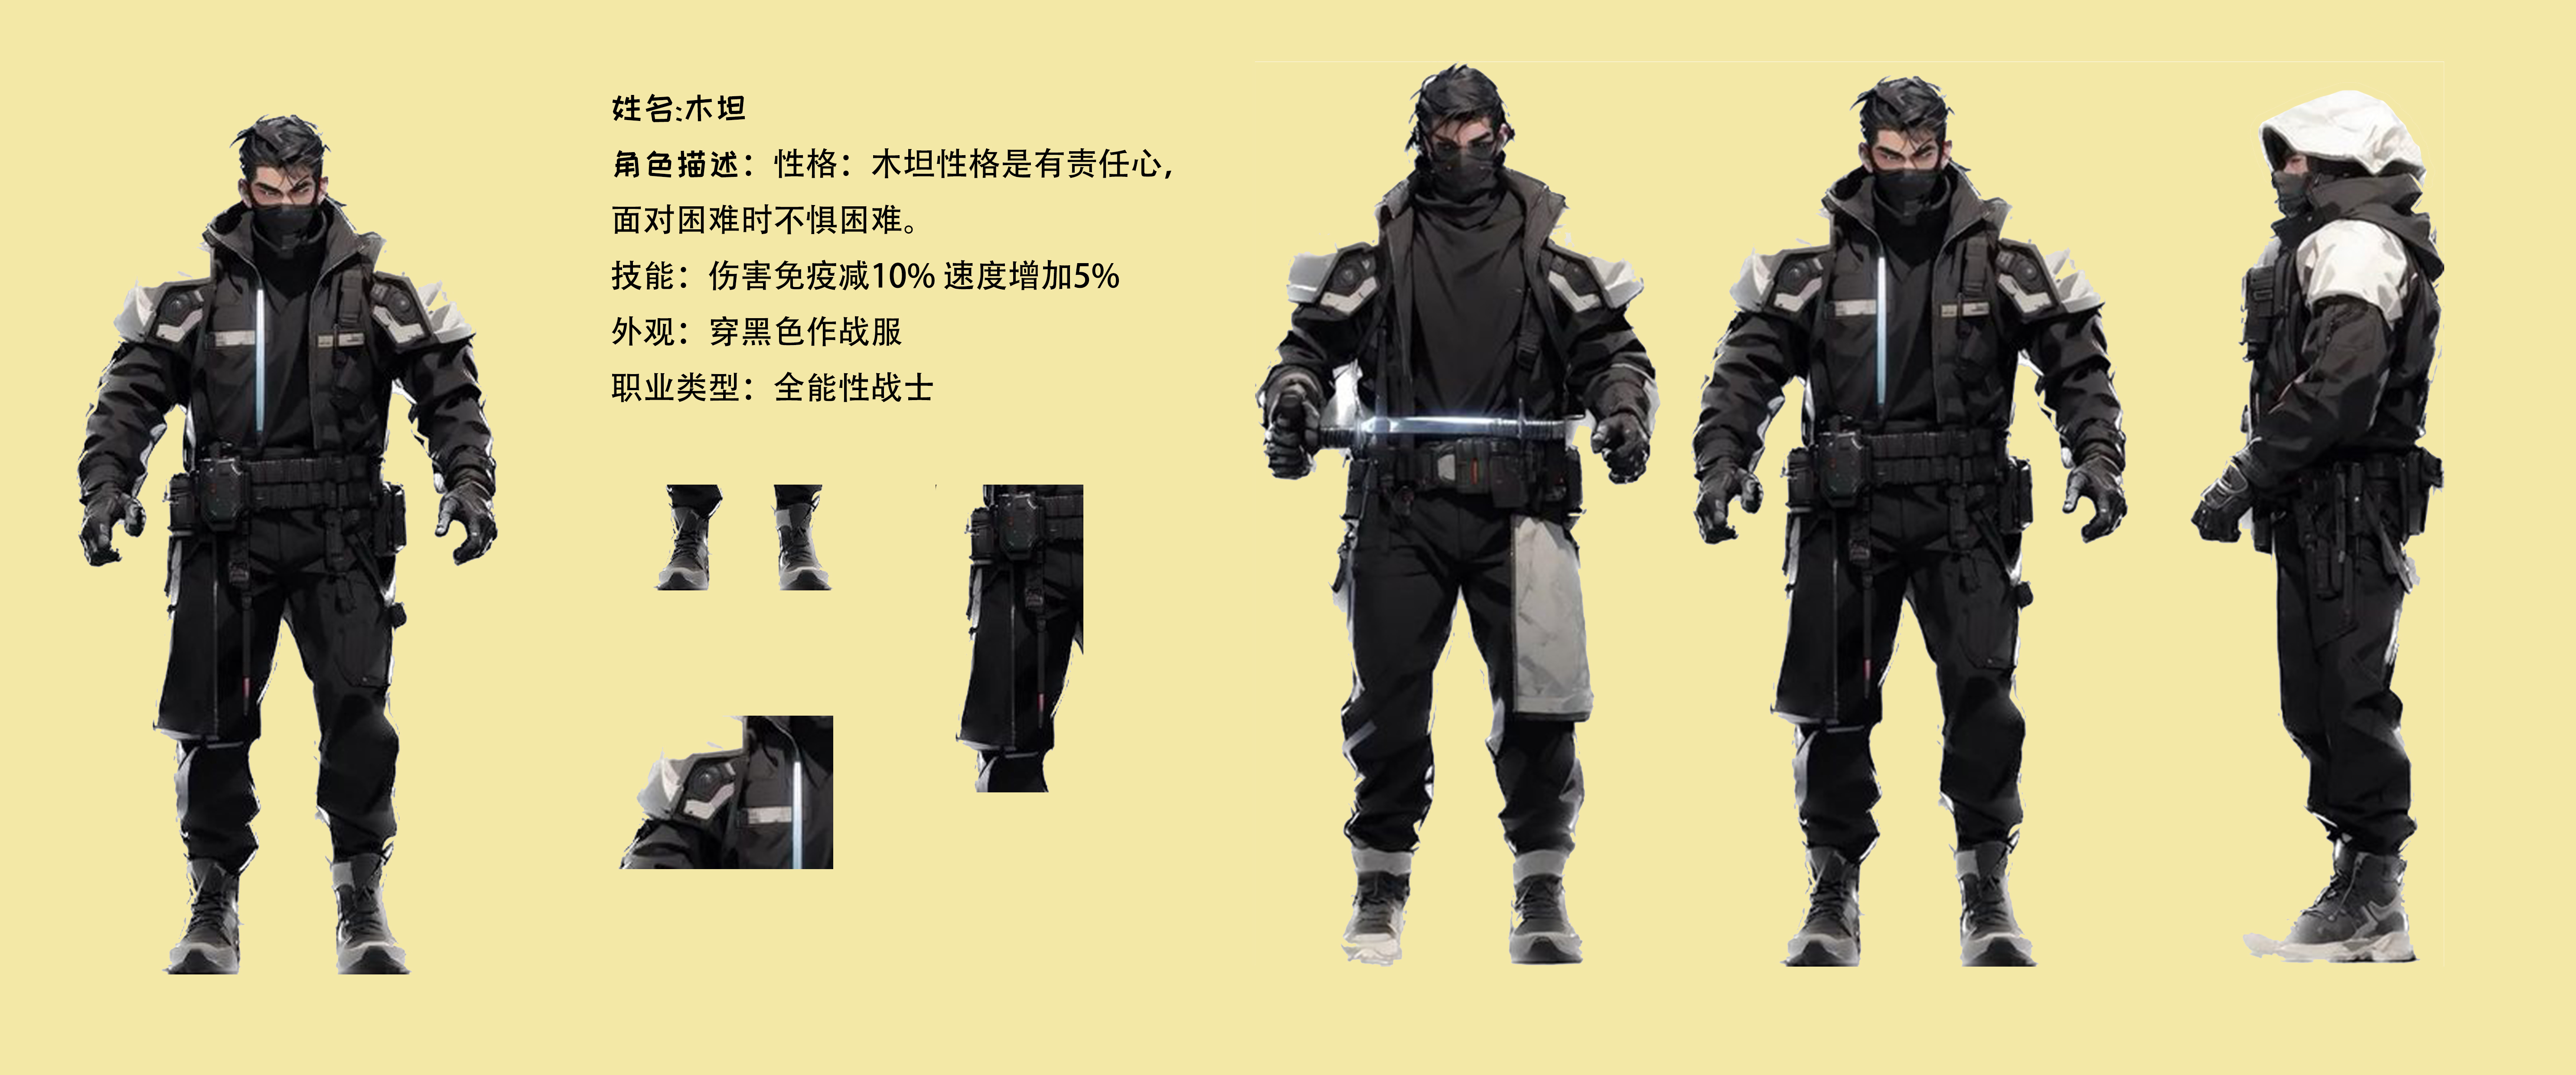 姓名:木坦
角色描述：性格：木坦性格是有责任心，
面对困难时不惧困难。
技能：伤害免疫减10% 速度增加5%
外观：穿黑色作战服
职业类型：全能性战士